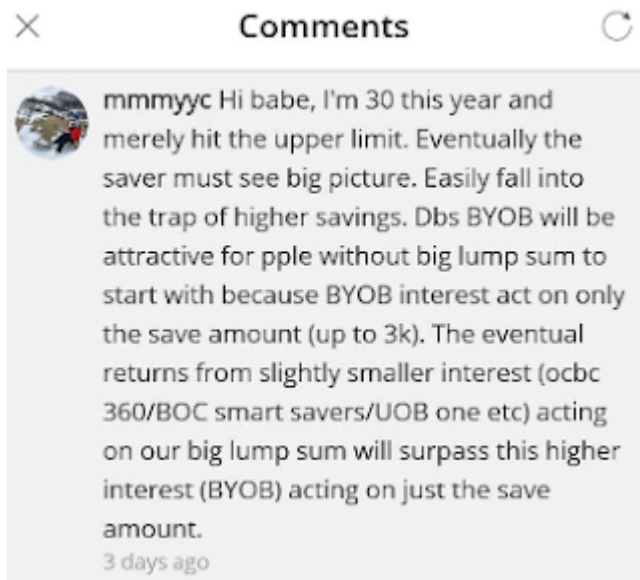 Comments
mmmyyc Hi babe, I'm 30 this year and
merely hit the upper limit. Eventually the
saver must see big picture. Easily fall into
the trap of higher savings. Dbs BYOB will be
attractive for pple without big lump sum to
start with because BYOB interest act on only
the save amount (up to 3k). The eventual
returns from slightly smaller interest (ocbc
360/BOC smart savers/UOB one etc) acting
on our big lump sum will surpass this higher
interest (BYOB) acting on just the save
amount.
3 days ago